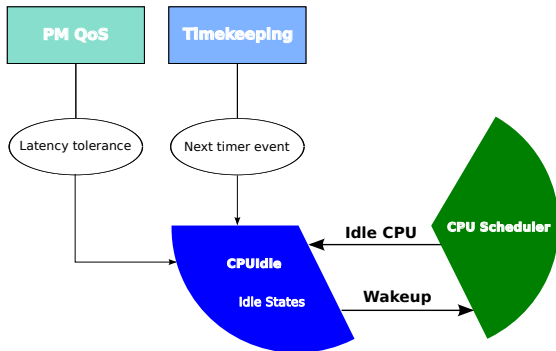 PM QoS
Timekeeping
Latency tolerance
Next timer event
CPU Scheduler
Idle CPU
CPUIdle
Wakeup
Idle States